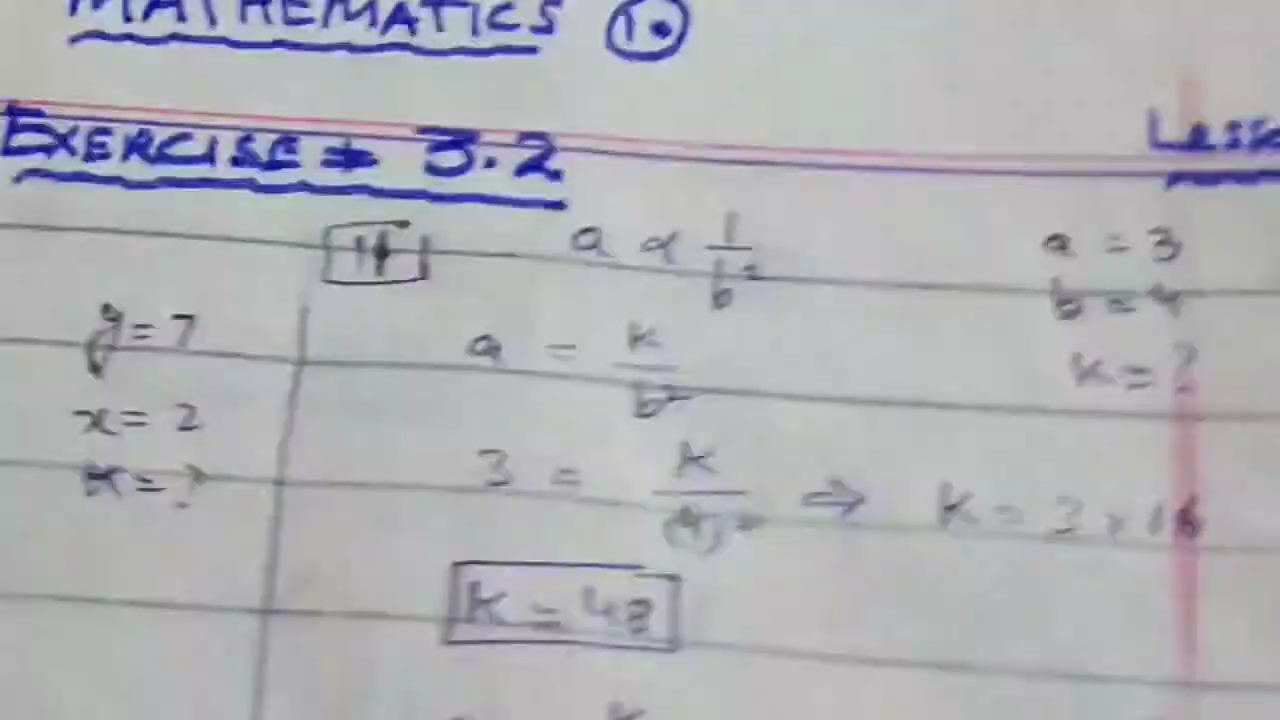 MATHEMATICS 10
EXERCISE ⇒ 3.2
Less
a ∝ 1/b²
a = 3
b = 4
k = ?
y = 7
x = 2
k = ?
a = k/b²
3 = k/(4)² → k = 3 × 16
k = 48
k